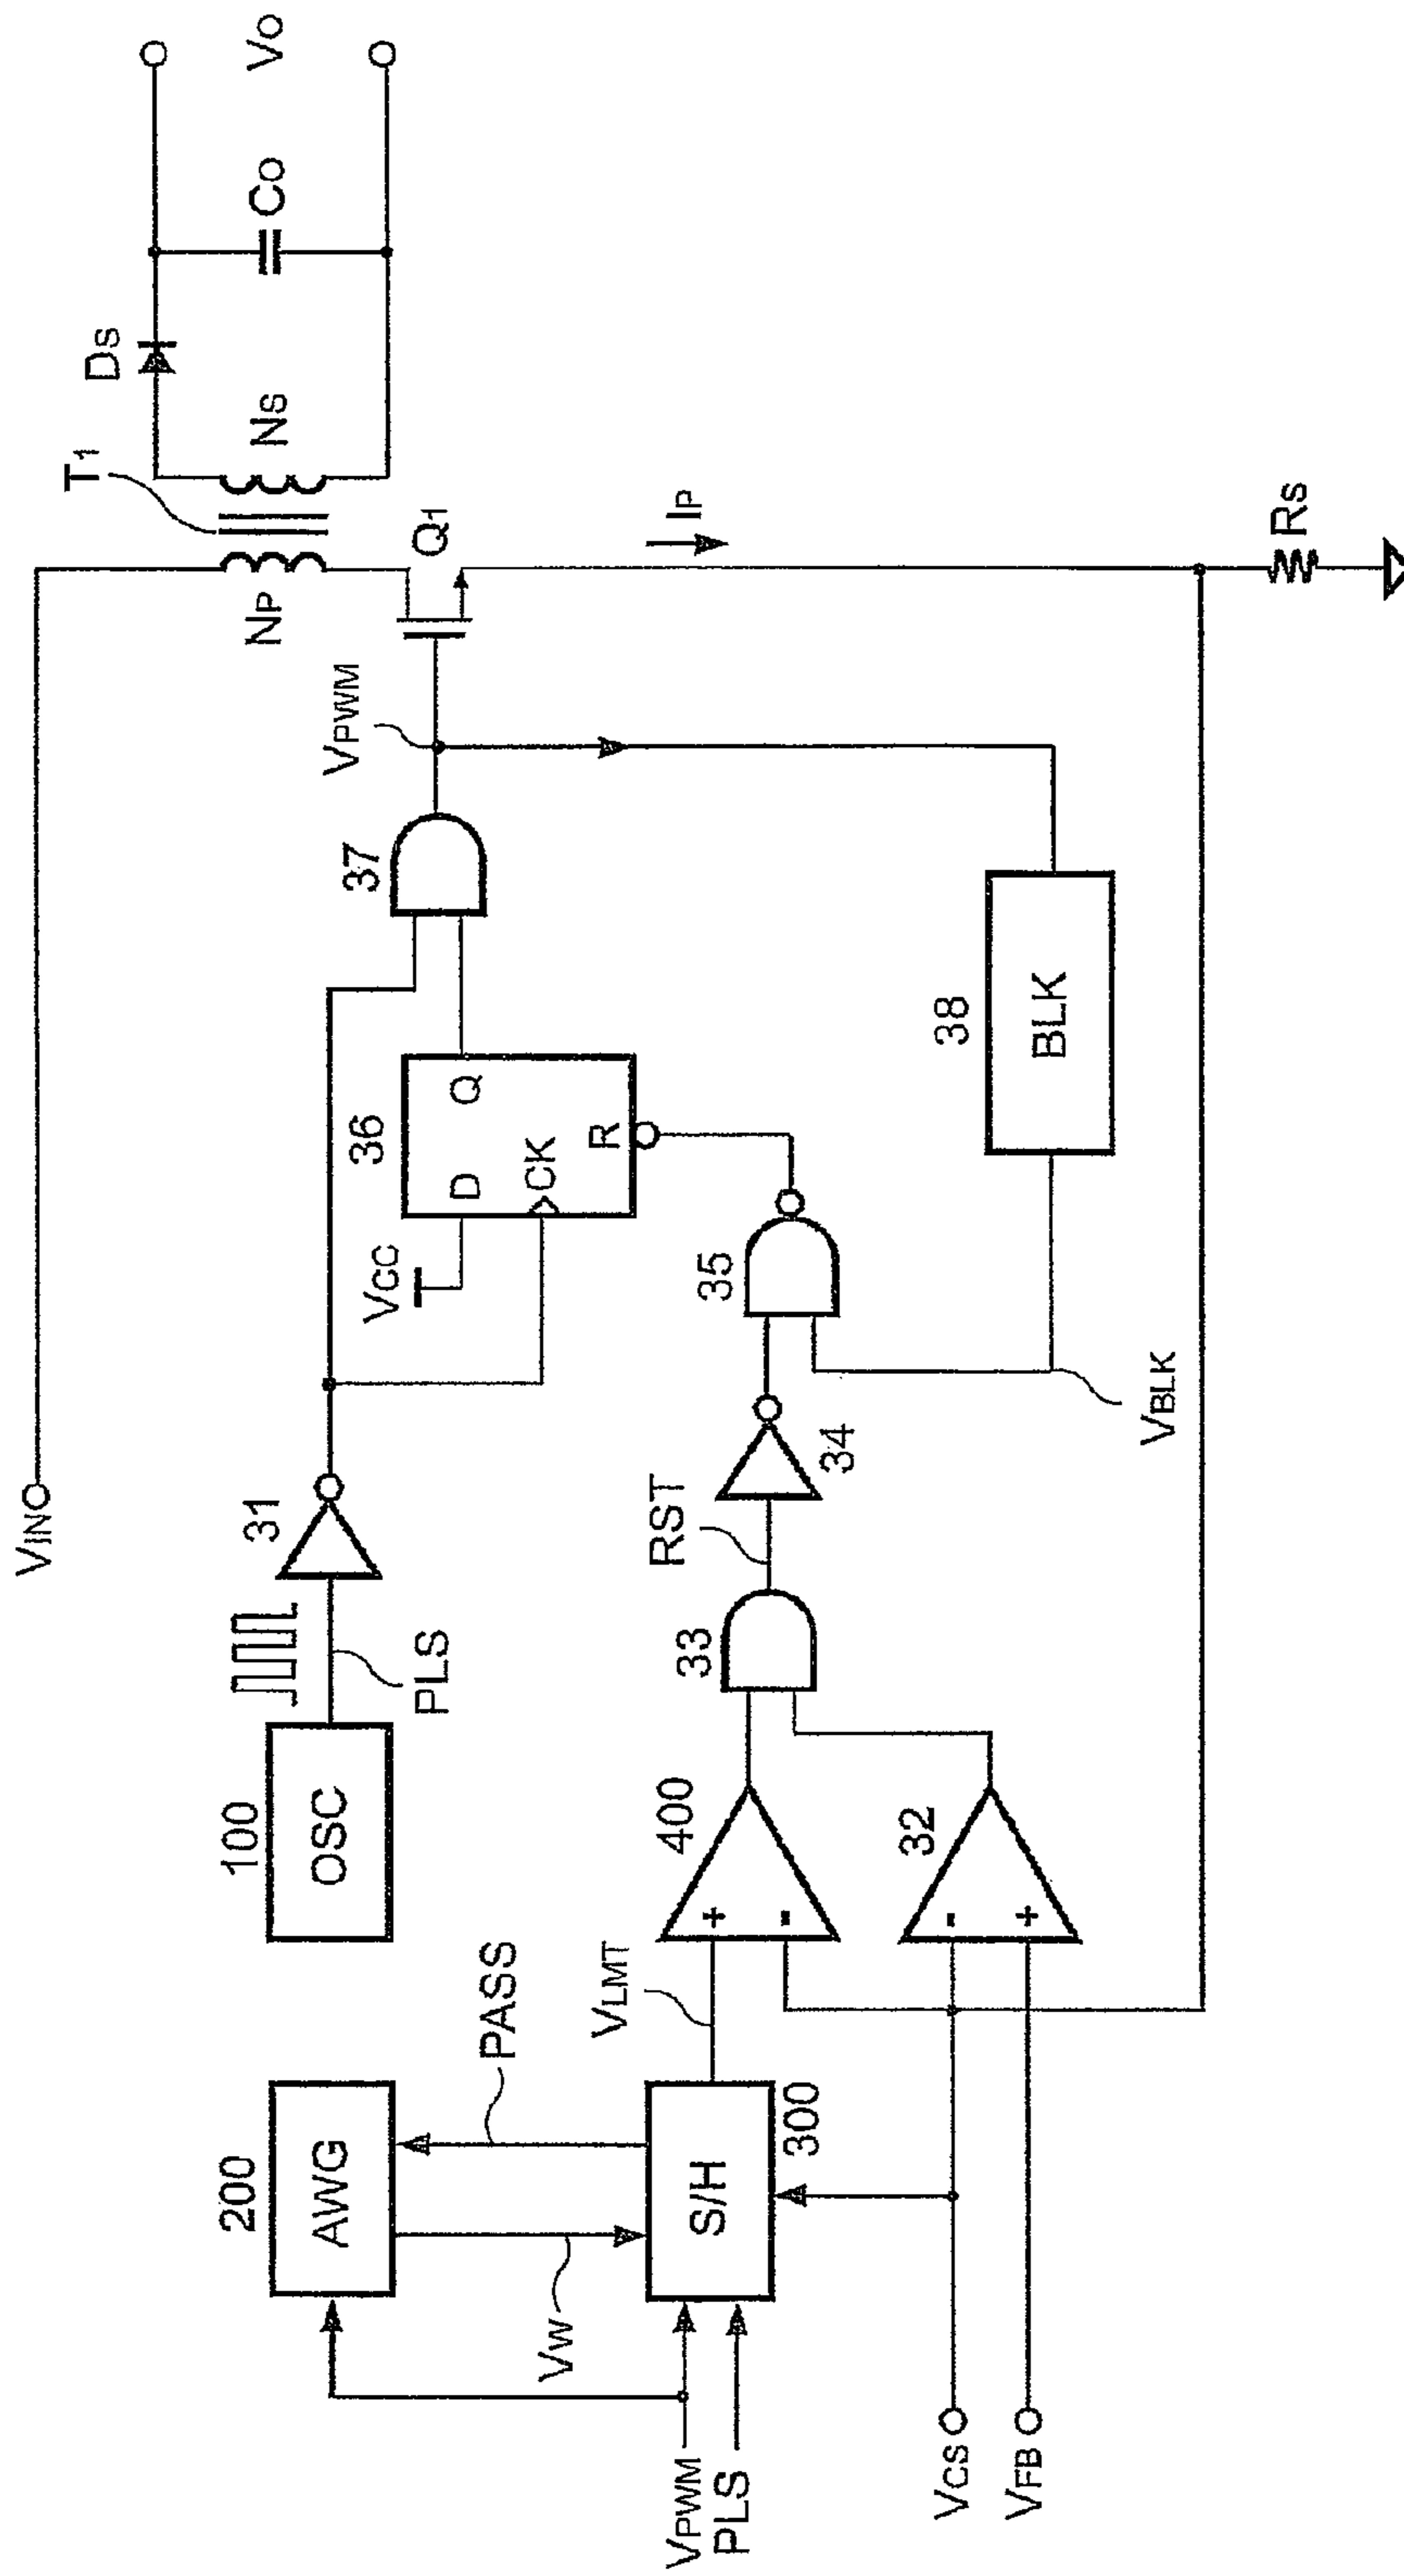 VIN
T1
NP
NS
DS
CO
VO
Q1
IP
RS
VPWM
100
OSC
PLS
31
VCC
36
D
Q
CK
R
37
200
AWG
PASS
VW
VPWM
PLS
S/H
300
VLMT
400
+
-
33
RST
34
35
32
-
+
38
BLK
VBLK
VCS
VFB